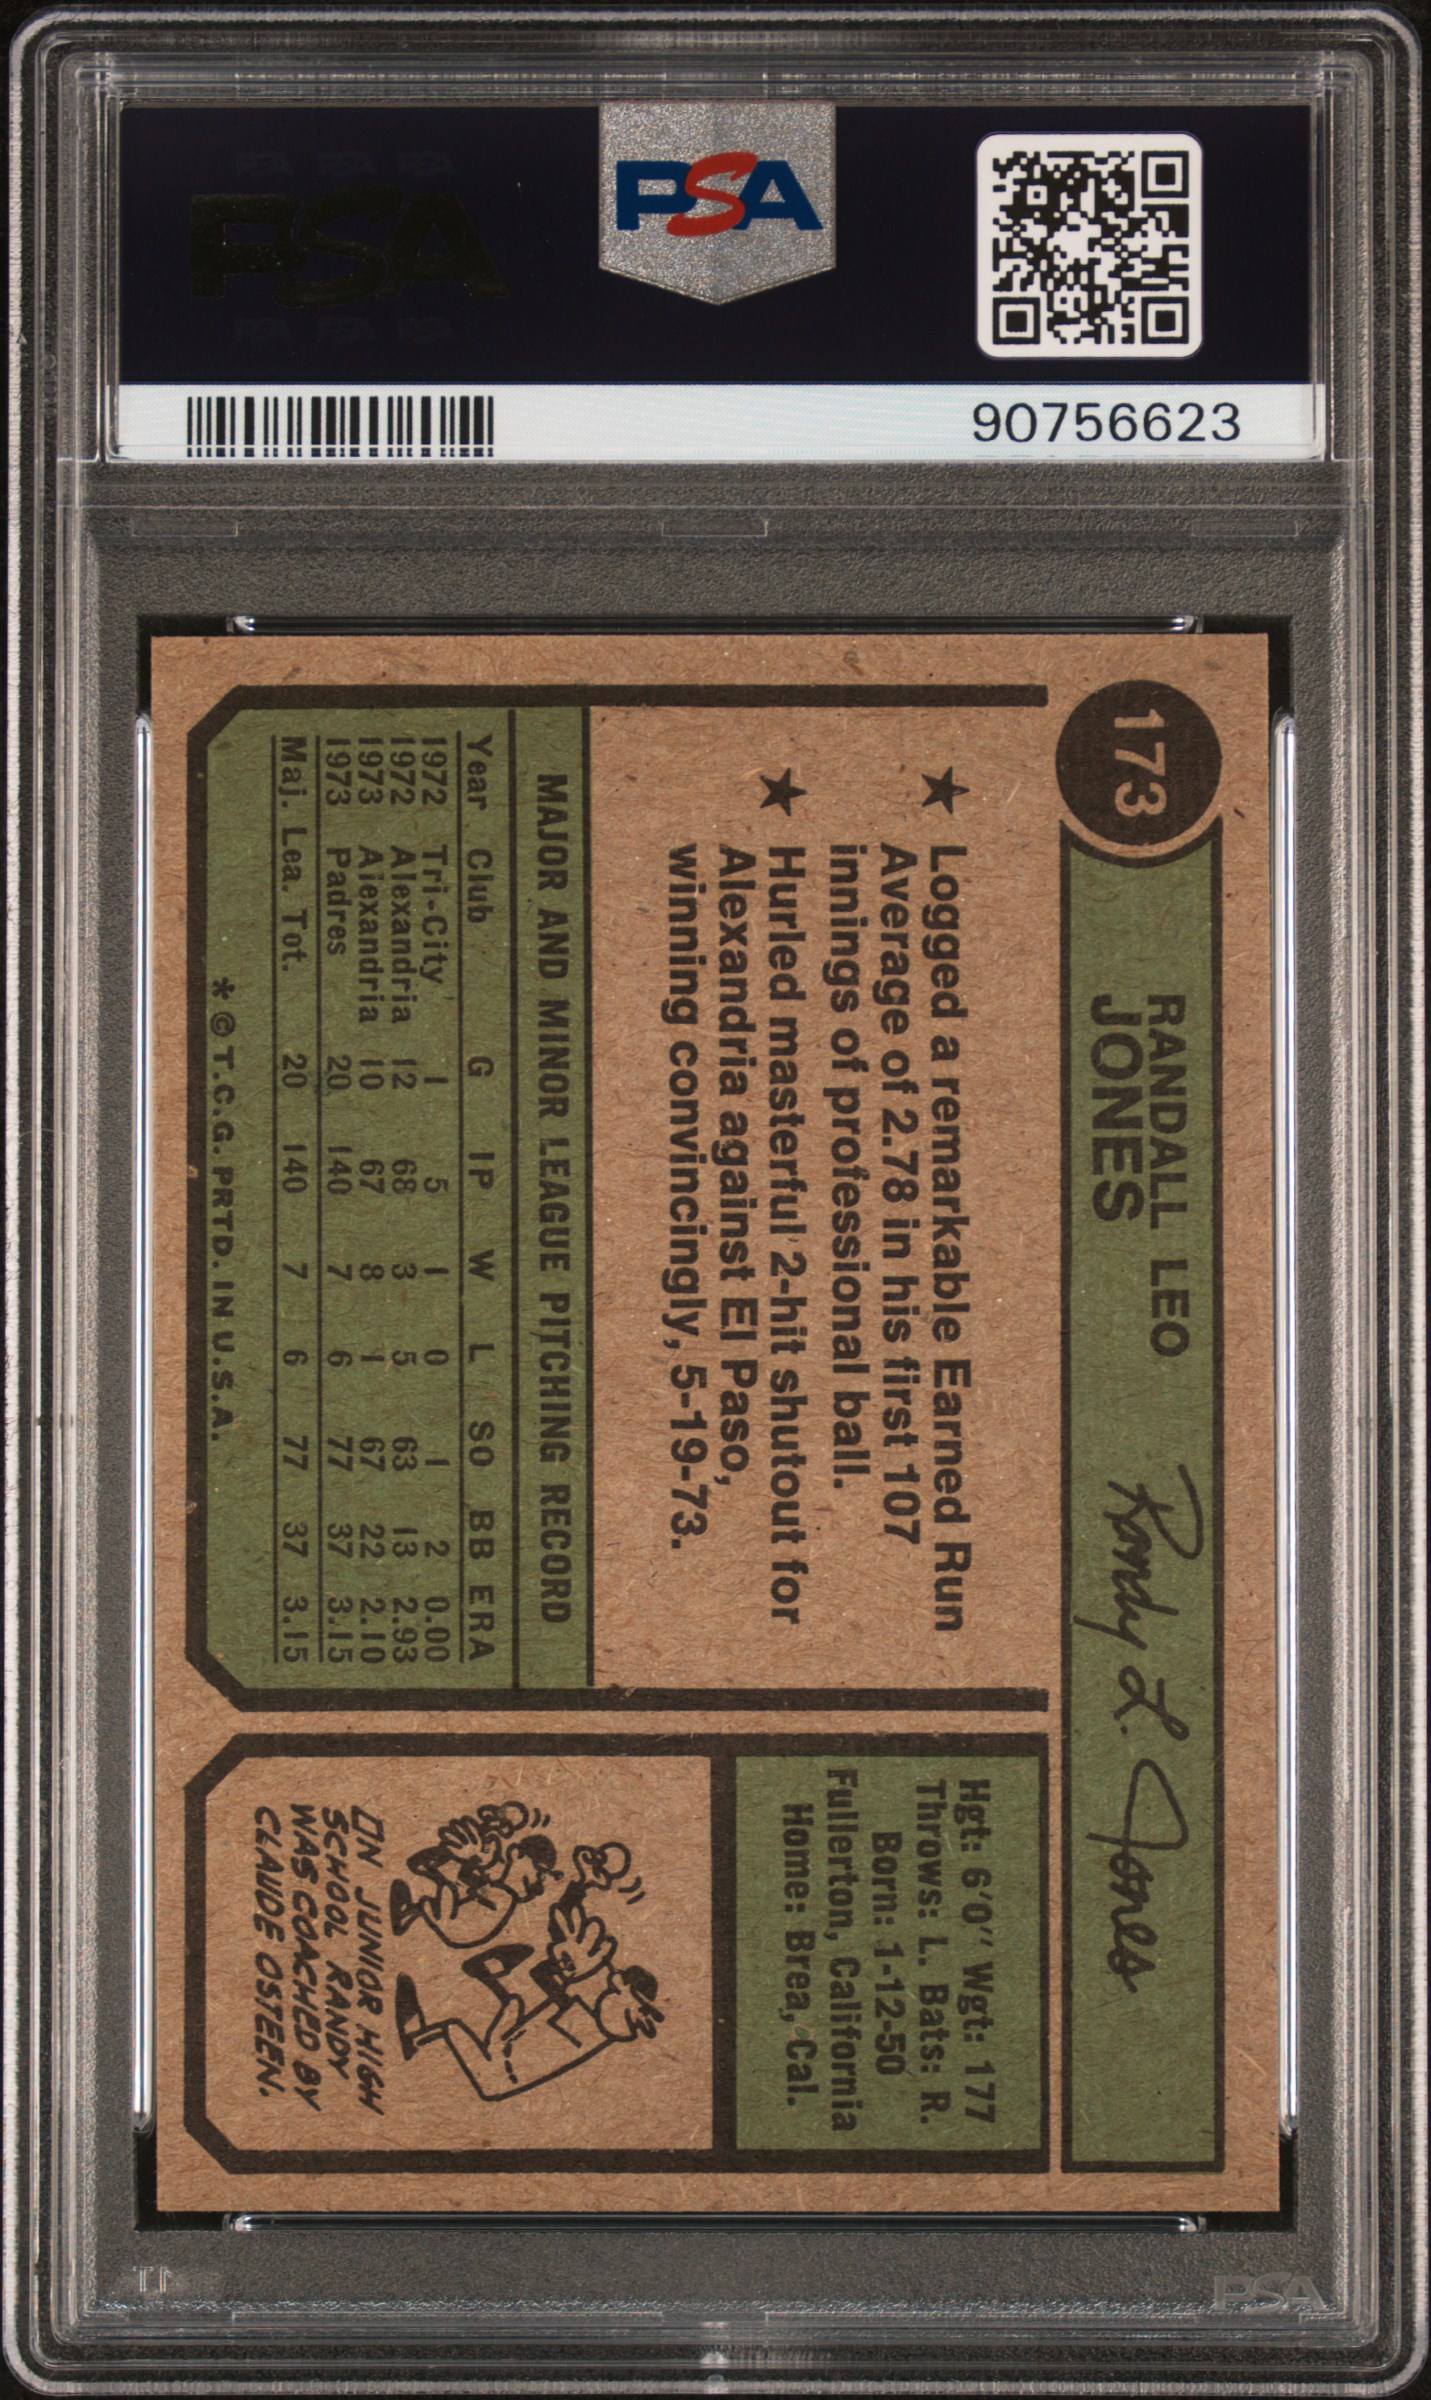 PSA
PSA
90756623
173
RANDALL LEO
JONES
Randy L. Jones
★ Logged a remarkable Earned Run
Average of 2.78 in his first 107
innings of professional ball.
★ Hurled masterful 2-hit shutout for
Alexandria against El Paso,
winning convincingly, 5-19-73.
MAJOR AND MINOR LEAGUE PITCHING RECORD
Year Club G IP W L SO BB ERA
1972 Tri-City 1 5 1 0 1 2 0.00
1972 Alexandria 12 68 3 5 63 13 2.93
1973 Alexandria 10 67 8 1 67 22 2.10
1973 Padres 20 140 7 6 77 37 3.15
Maj. Lea. Tot. 20 140 7 6 77 37 3.15
* © T.C.G. PRTD. IN U.S.A.
Hgt: 6'0" Wgt: 177
Throws: L. Bats: R.
Born: 1-12-50
Fullerton, California
Home: Brea, Cal.
IN JUNIOR HIGH
SCHOOL RANDY
WAS COACHED BY
CLAUDE OSTEEN.
PSA